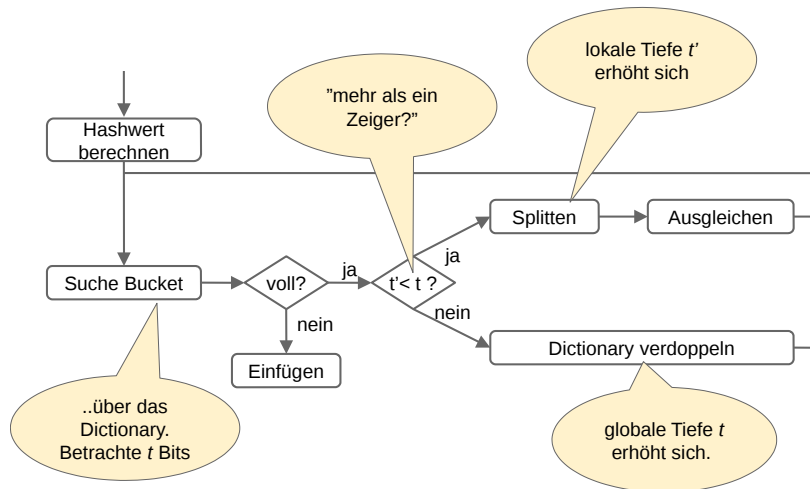 lokale Tiefe t’
erhöht sich
”mehr als ein
Zeiger?”
Hashwert
berechnen
Splitten
Ausgleichen
ja
Suche Bucket
voll?
ja
t’< t ?
nein
nein
Einfügen
Dictionary verdoppeln
..über das
Dictionary.
Betrachte t Bits
globale Tiefe t
erhöht sich.